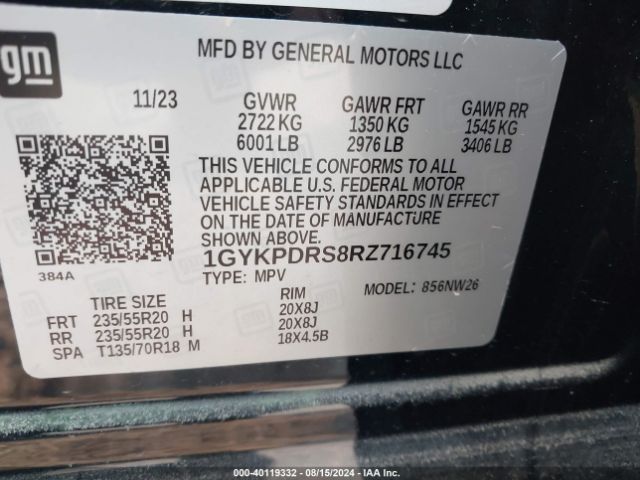 gm
MFD BY GENERAL MOTORS LLC
11/23 GVWR GAWR FRT GAWR RR
2722 KG 1350 KG 1545 KG
6001 LB 2976 LB 3406 LB
THIS VEHICLE CONFORMS TO ALL
APPLICABLE U.S. FEDERAL MOTOR
VEHICLE SAFETY STANDARDS IN EFFECT
ON THE DATE OF MANUFACTURE
SHOWN ABOVE.
1GYKPDRS8RZ716745
384A
TYPE: MPV MODEL: 856NW26
TIRE SIZE RIM
FRT 235/55R20 H 20X8J
RR 235/55R20 H 20X8J
SPA T135/70R18 M 18X4.5B
000-40119332 - 08/15/2024 - IAA Inc.